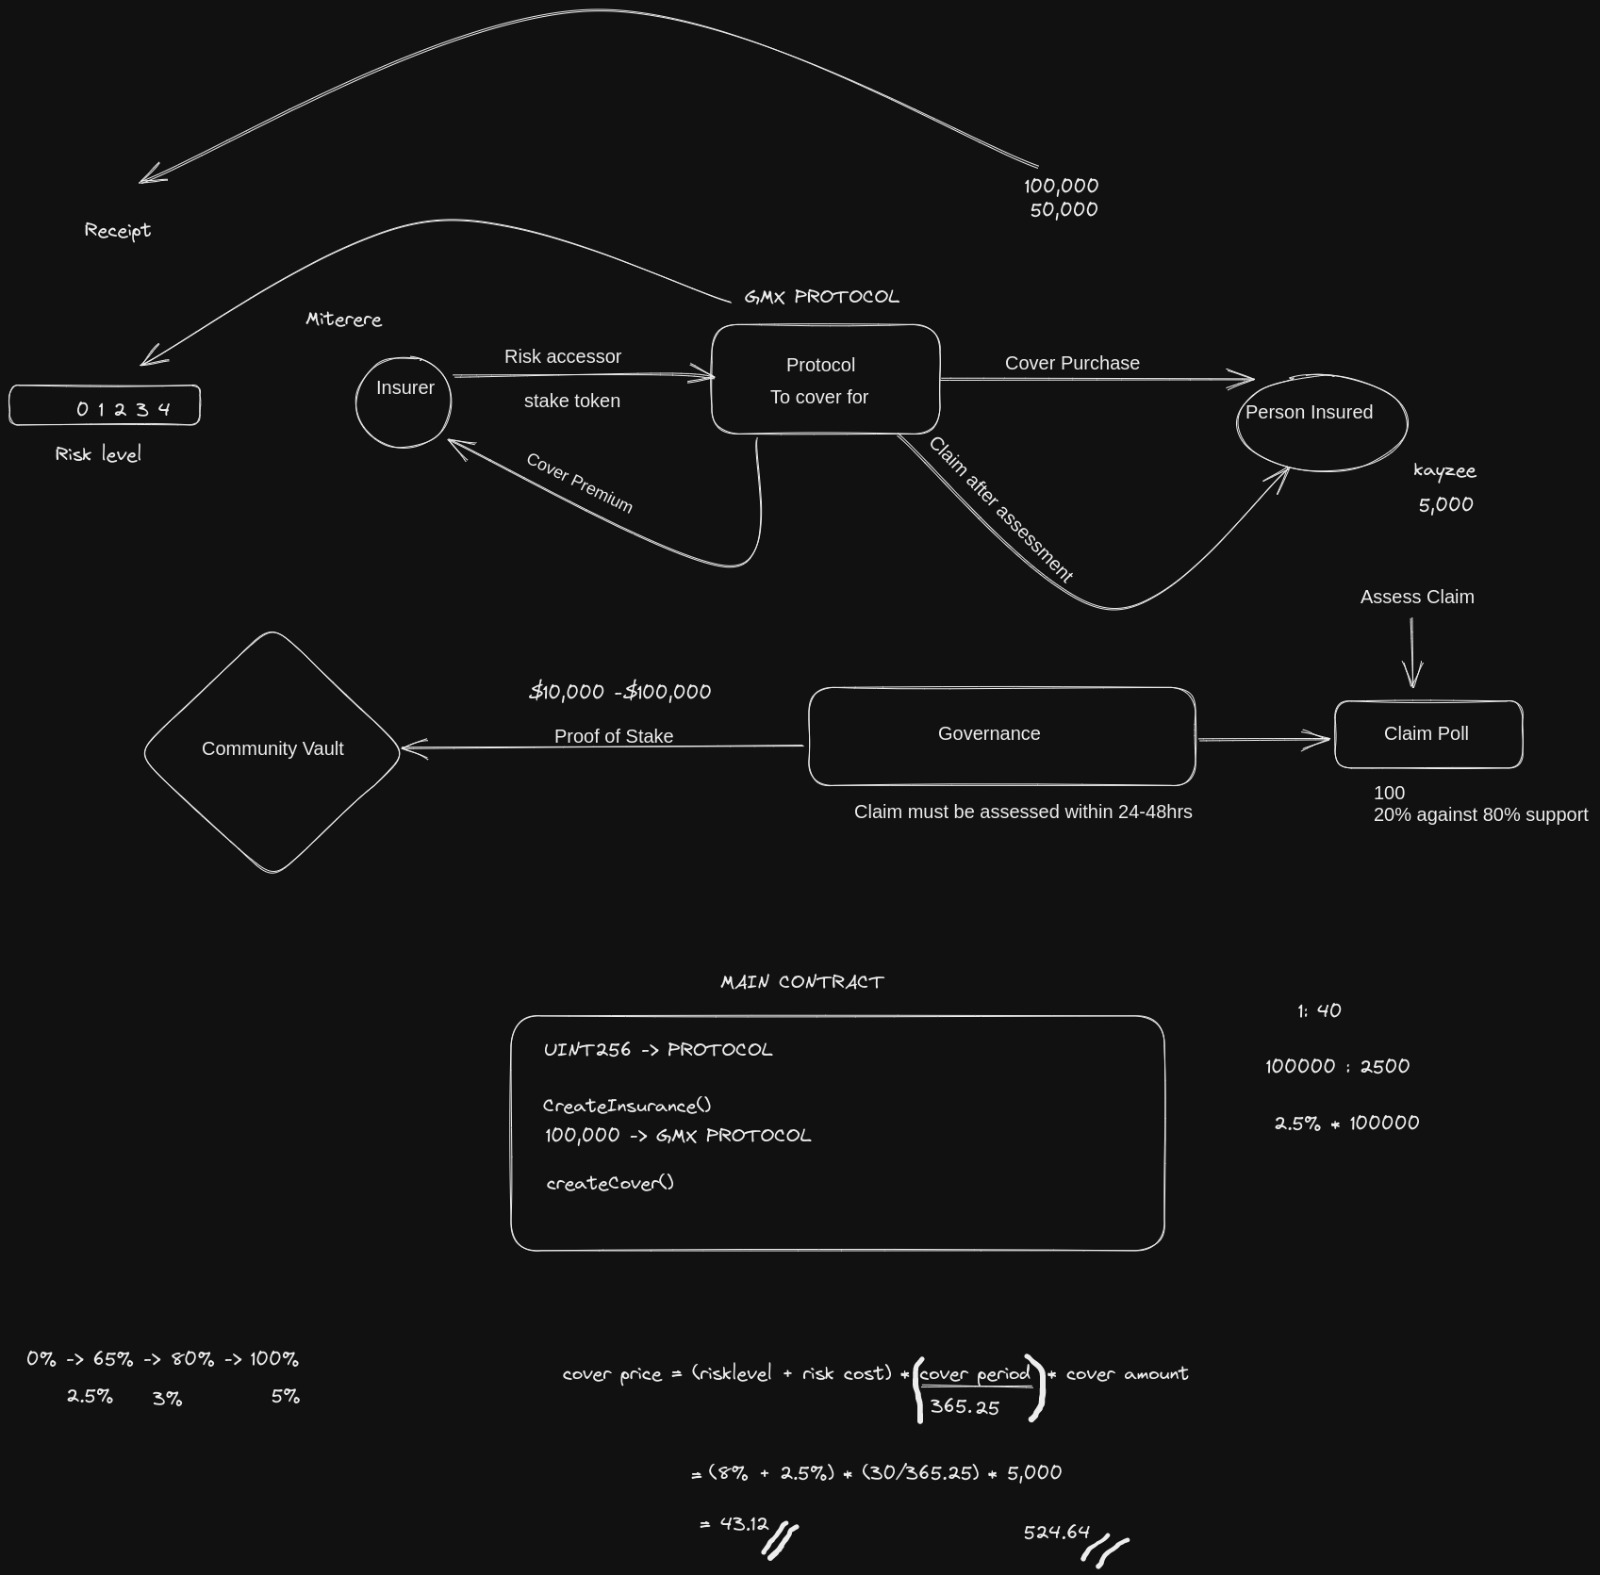 100,000
50,000
Receipt
GMX PROTOCOL
Miterere
Risk accessor
stake token
Insurer
Protocol
To cover for
Cover Purchase
Person Insured
0 1 2 3 4
Risk level
Cover Premium
Claim after assessment
kayzee
5,000
Assess Claim
$10,000 -$100,000
Proof of Stake
Community Vault
Governance
Claim Poll
Claim must be assessed within 24-48hrs
100
20% against 80% support
MAIN CONTRACT
UINT256 -> PROTOCOL
CreateInsurance()
100,000 -> GMX PROTOCOL
createCover()
1: 40
100000 : 2500
2.5% * 100000
0% -> 65% -> 80% -> 100%
2.5% 3% 5%
cover price = (risklevel + risk cost) * (cover period) * cover amount
365.25
= (8% + 2.5%) * (30/365.25) * 5,000
= 43.12
524.64